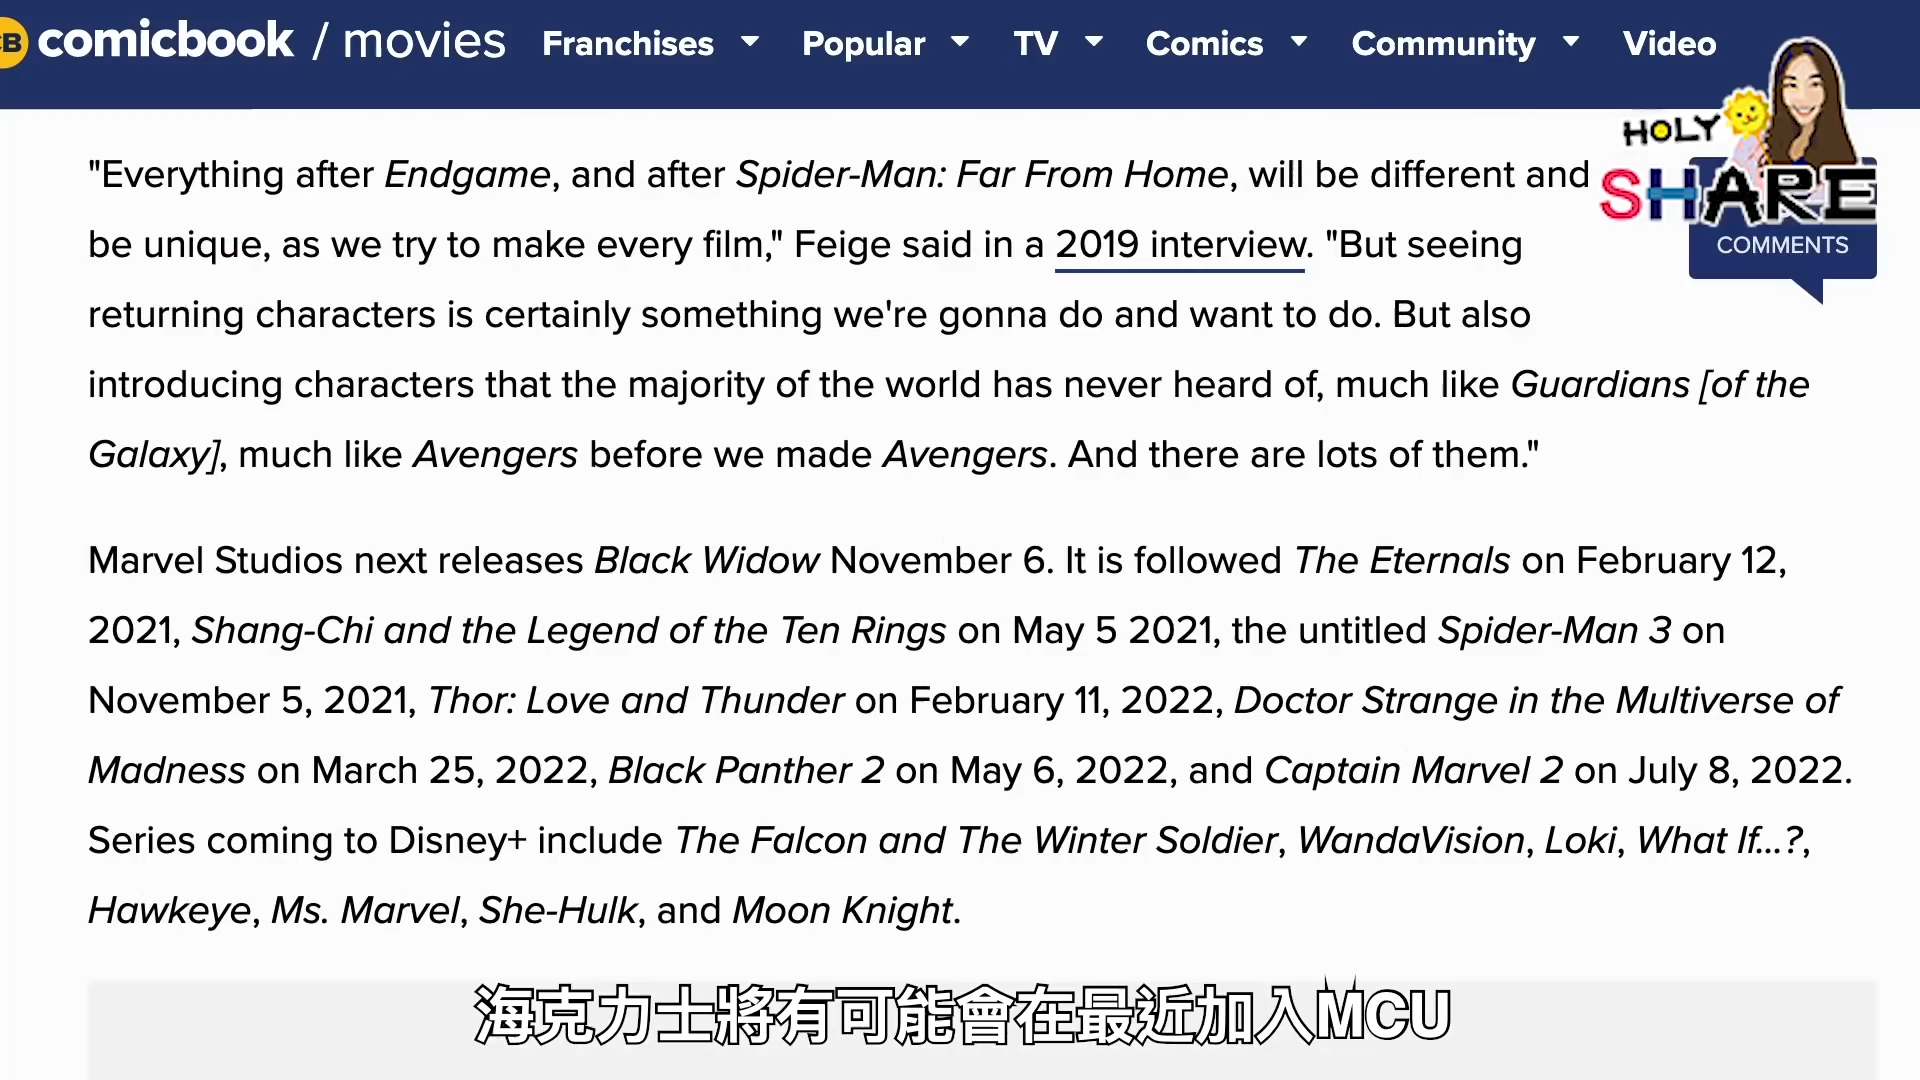 CB comicbook / movies Franchises Popular TV Comics Community Video
HOLY
SHARE
COMMENTS
"Everything after Endgame, and after Spider-Man: Far From Home, will be different and
be unique, as we try to make every film," Feige said in a 2019 interview. "But seeing
returning characters is certainly something we're gonna do and want to do. But also
introducing characters that the majority of the world has never heard of, much like Guardians [of the
Galaxy], much like Avengers before we made Avengers. And there are lots of them."
Marvel Studios next releases Black Widow November 6. It is followed The Eternals on February 12,
2021, Shang-Chi and the Legend of the Ten Rings on May 5 2021, the untitled Spider-Man 3 on
November 5, 2021, Thor: Love and Thunder on February 11, 2022, Doctor Strange in the Multiverse of
Madness on March 25, 2022, Black Panther 2 on May 6, 2022, and Captain Marvel 2 on July 8, 2022.
Series coming to Disney+ include The Falcon and The Winter Soldier, WandaVision, Loki, What If...?,
Hawkeye, Ms. Marvel, She-Hulk, and Moon Knight.
海克力士將有可能會在最近加入MCU